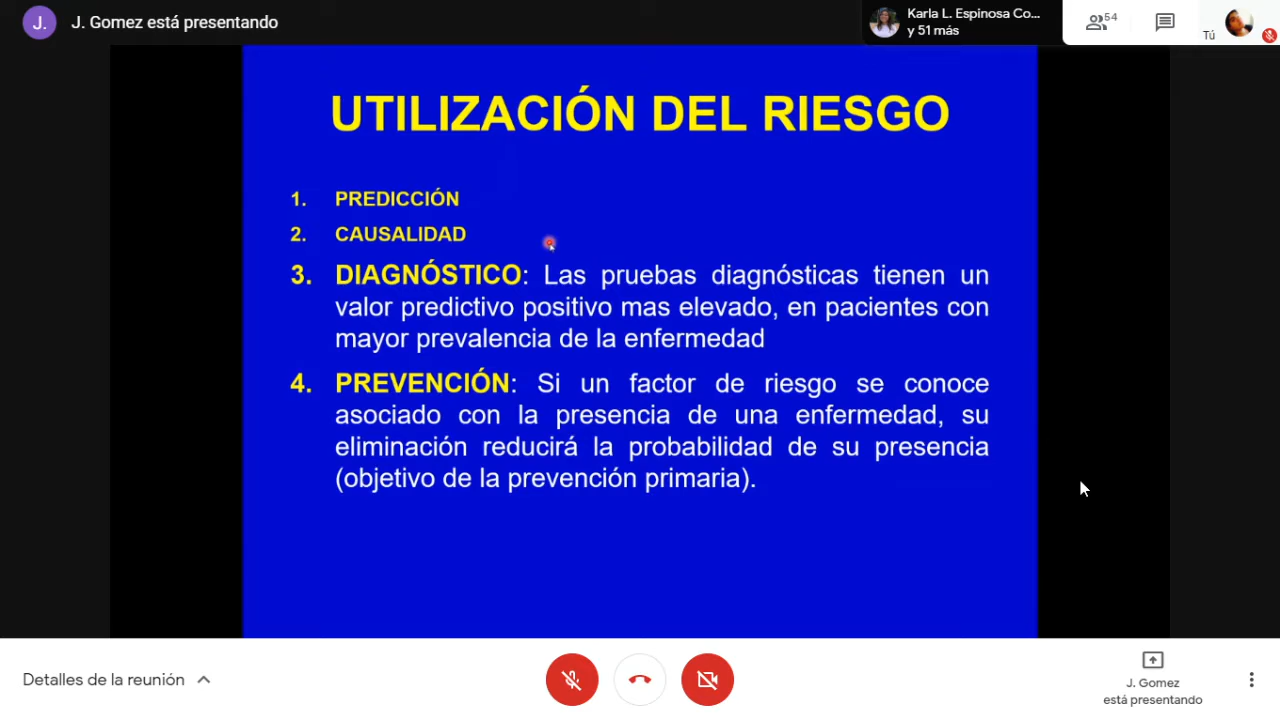 J.
J. Gomez está presentando
Karla L. Espinosa Co...
y 51 más
54
Tú
UTILIZACIÓN DEL RIESGO
1. PREDICCIÓN
2. CAUSALIDAD
3. DIAGNÓSTICO: Las pruebas diagnósticas tienen un
valor predictivo positivo mas elevado, en pacientes con
mayor prevalencia de la enfermedad
4. PREVENCIÓN: Si un factor de riesgo se conoce
asociado con la presencia de una enfermedad, su
eliminación reducirá la probabilidad de su presencia
(objetivo de la prevención primaria).
Detalles de la reunión
J. Gomez
está presentando